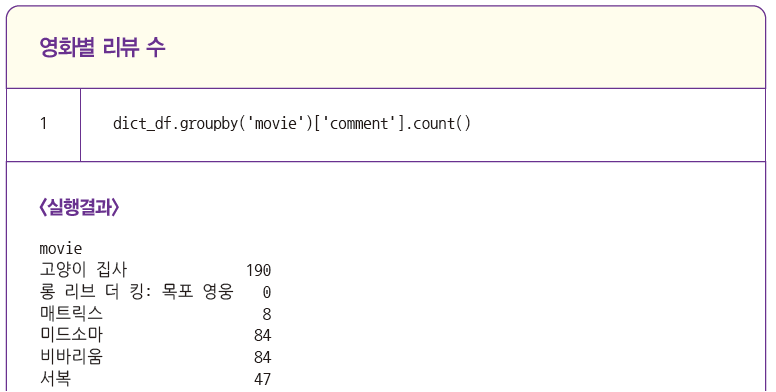 영화별 리뷰 수
1 dict_df.groupby('movie')['comment'].count()
<실행결과>
movie
고양이 집사 190
롱 리브 더 킹: 목포 영웅 0
매트릭스 8
미드소마 84
비바리움 84
서복 47